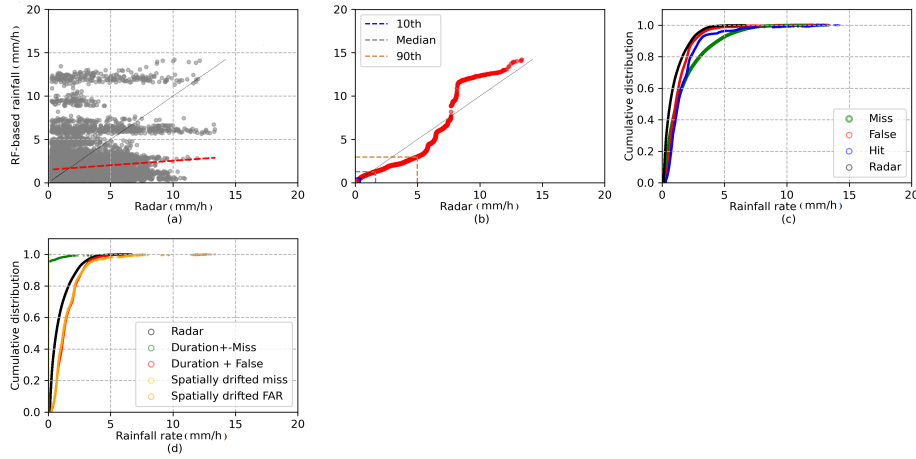 20
15
10
5
0
RF-based rainfall (mm/h)
0 5 10 15 20
Radar (mm/h)
(a)
20
15
10
5
0
10th
Median
90th
0 5 10 15 20
Radar (mm/h)
(b)
1.0
0.8
0.6
0.4
0.2
0.0
Cumulative distribution
Miss
False
Hit
Radar
0 5 10 15 20
Rainfall rate (mm/h)
(c)
1.0
0.8
0.6
0.4
0.2
0.0
Cumulative distribution
Radar
Duration+-Miss
Duration + False
Spatially drifted miss
Spatially drifted FAR
0 5 10 15 20
Rainfall rate (mm/h)
(d)